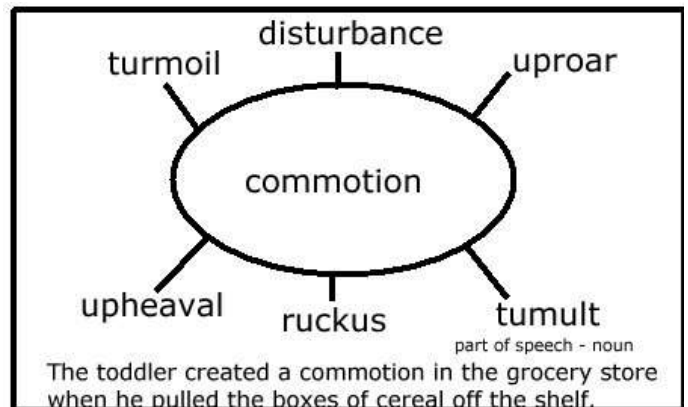 disturbance
turmoil
uproar
commotion
upheaval
ruckus
tumult
part of speech - noun
The toddler created a commotion in the grocery store
when he pulled the boxes of cereal off the shelf.